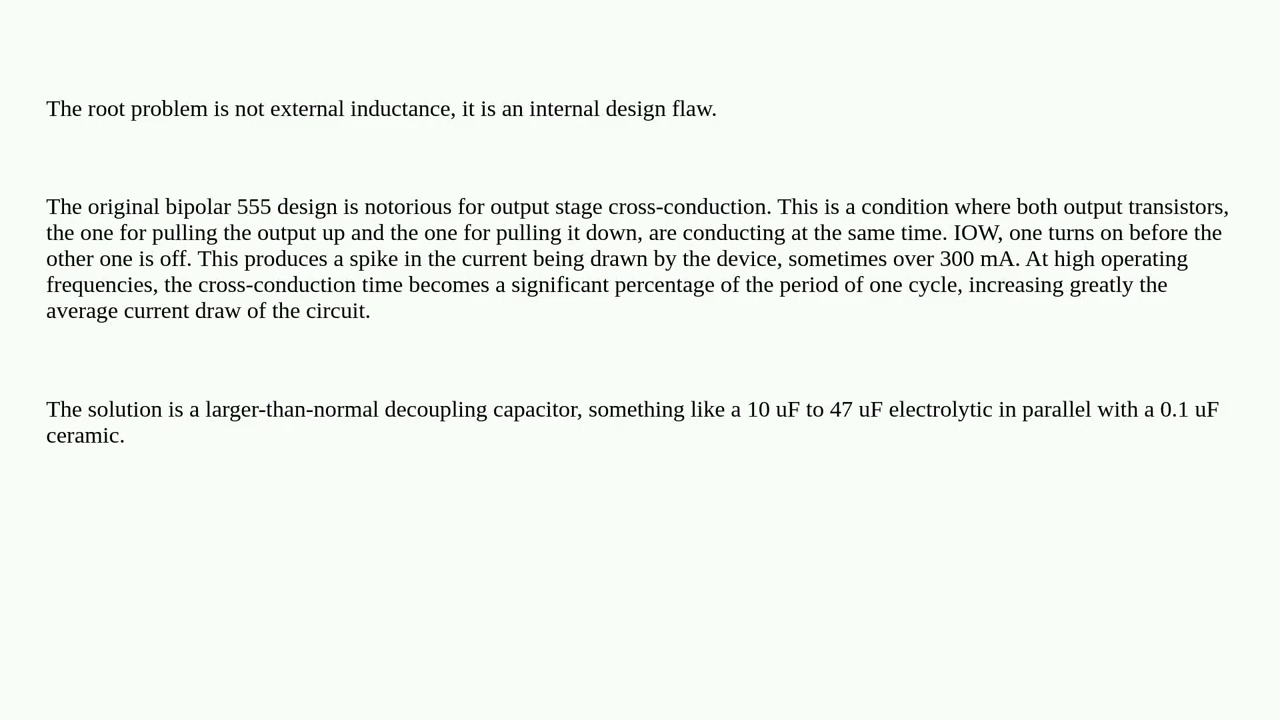 The root problem is not external inductance, it is an internal design flaw.
The original bipolar 555 design is notorious for output stage cross-conduction. This is a condition where both output transistors,
the one for pulling the output up and the one for pulling it down, are conducting at the same time. IOW, one turns on before the
other one is off. This produces a spike in the current being drawn by the device, sometimes over 300 mA. At high operating
frequencies, the cross-conduction time becomes a significant percentage of the period of one cycle, increasing greatly the
average current draw of the circuit.
The solution is a larger-than-normal decoupling capacitor, something like a 10 uF to 47 uF electrolytic in parallel with a 0.1 uF
ceramic.